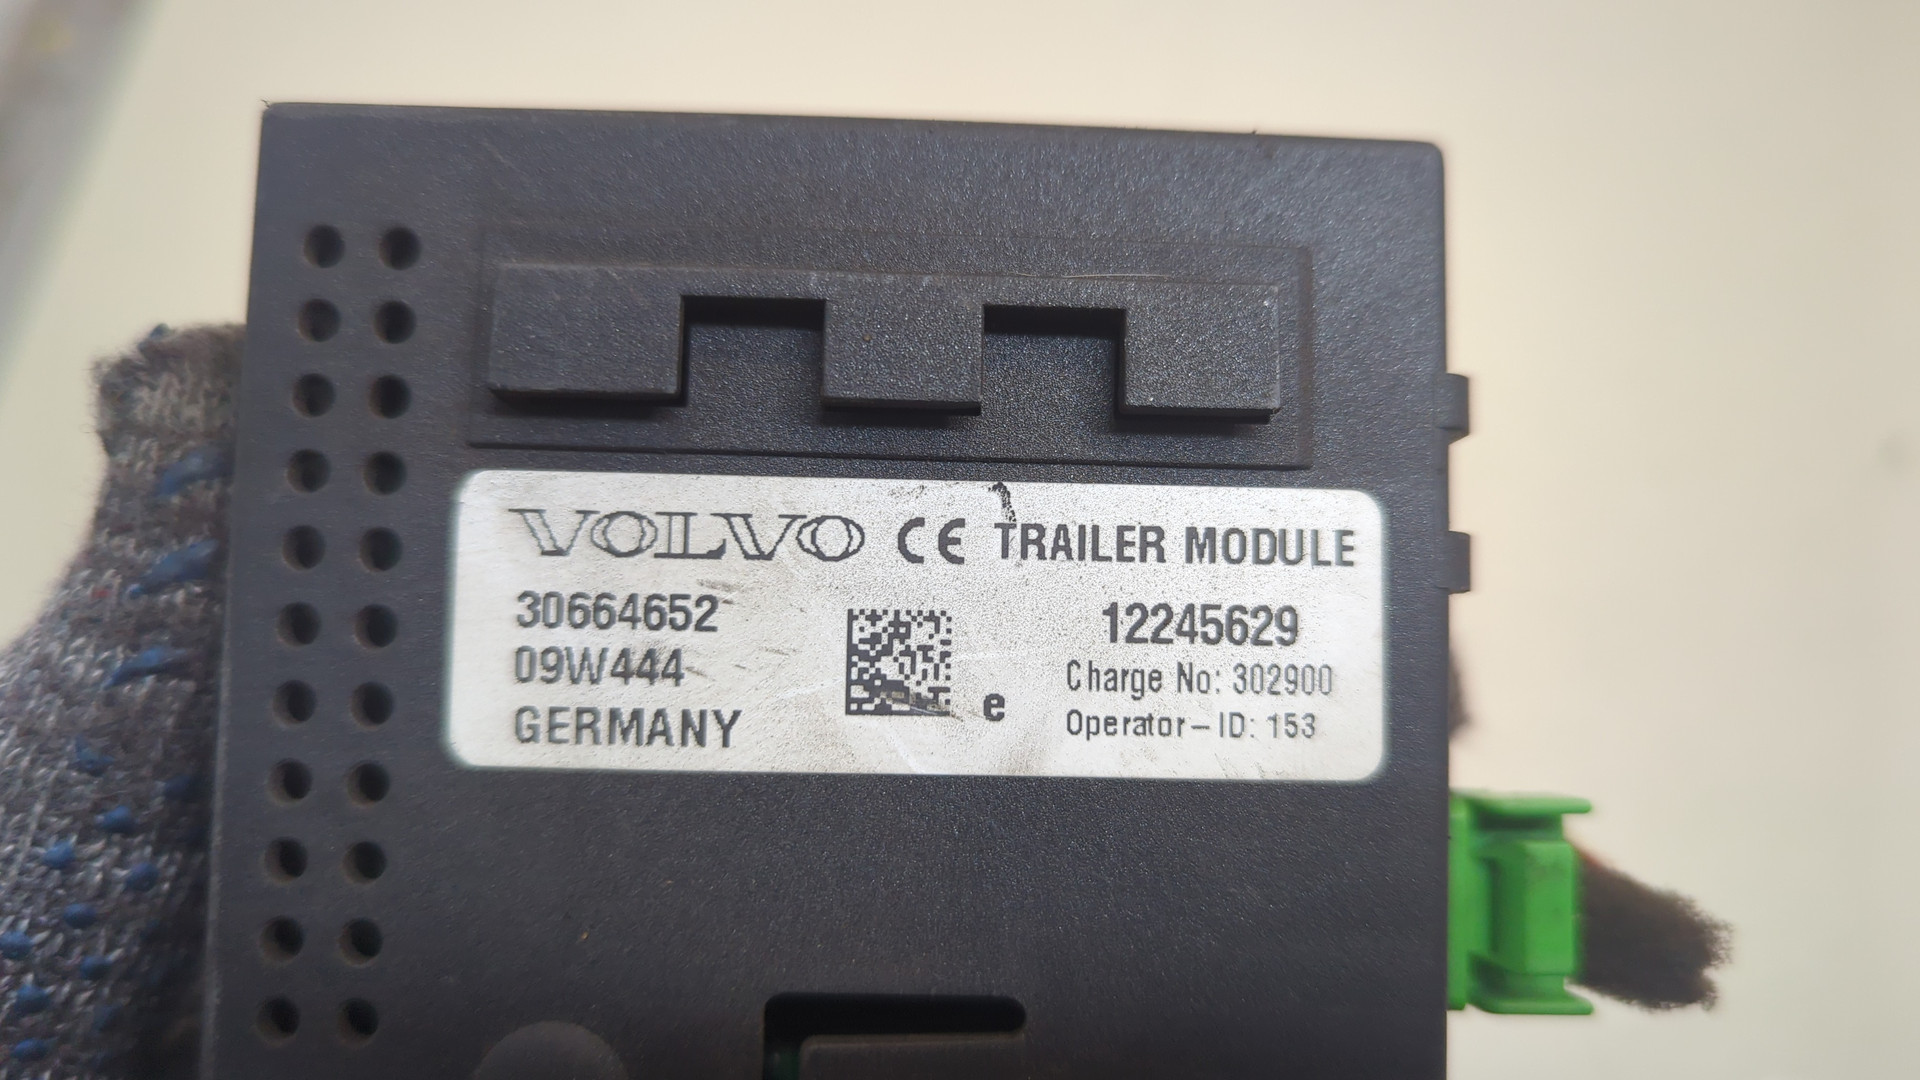 VOLVO CE TRAILER MODULE
30664652
09W444
GERMANY
e
12245629
Charge No: 302900
Operator-ID: 153